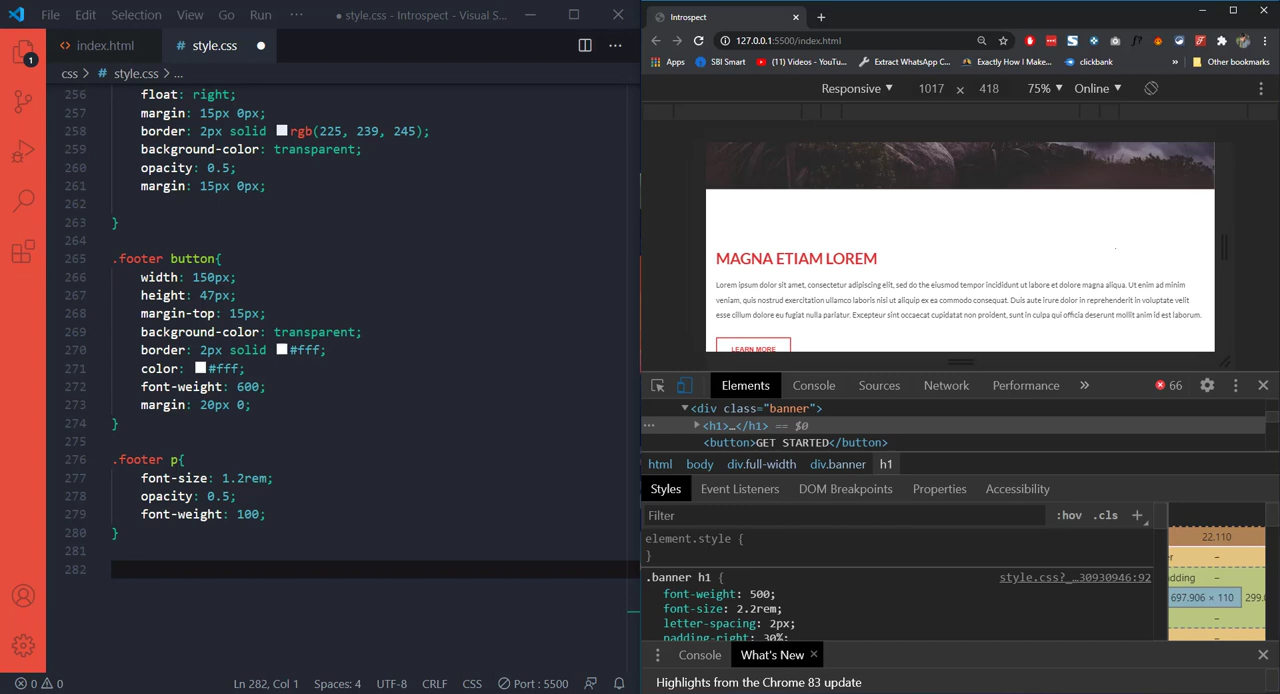 File Edit Selection View Go Run ··· ● style.css - Introspect - Visual S...
index.html # style.css ●
css > # style.css > ...
256 float: right;
257 margin: 15px 0px;
258 border: 2px solid rgb(225, 239, 245);
259 background-color: transparent;
260 opacity: 0.5;
261 margin: 15px 0px;
262
263 }
264
265 .footer button{
266 width: 150px;
267 height: 47px;
268 margin-top: 15px;
269 background-color: transparent;
270 border: 2px solid #fff;
271 color: #fff;
272 font-weight: 600;
273 margin: 20px 0;
274 }
275
276 .footer p{
277 font-size: 1.2rem;
278 opacity: 0.5;
279 font-weight: 100;
280 }
281
282
1
0 0 Ln 282, Col 1 Spaces: 4 UTF-8 CRLF CSS Port : 5500
Introspect
127.0.0.1:5500/index.html
Apps SBI Smart (11) Videos - YouTu... Extract WhatsApp C... Exactly How I Make... clickbank » Other bookmarks
Responsive 1017 × 418 75% Online
MAGNA ETIAM LOREM
Lorem ipsum dolor sit amet, consectetur adipiscing elit, sed do the eiusmod tempor incididunt ut labore et dolore magna aliqua. Ut enim ad minim
veniam, quis nostrud exercitation ullamco laboris nisi ut aliquip ex ea commodo consequat. Duis aute irure dolor in reprehenderit in voluptate velit
esse cillum dolore eu fugiat nulla pariatur. Excepteur sint occaecat cupidatat non proident, sunt in culpa qui officia deserunt mollit anim id est laborum.
LEARN MORE
Elements Console Sources Network Performance » 66
<div class="banner">
<h1>…</h1> == $0
<button>GET STARTED</button>
html body div.full-width div.banner h1
Styles Event Listeners DOM Breakpoints Properties Accessibility
Filter :hov .cls +
element.style {
}
.banner h1 { style.css?_…30930946:92
font-weight: 500;
font-size: 2.2rem;
letter-spacing: 2px;
padding-right: 30%;
22.110
–
–
697.906 × 110
–
–
Console What's New
Highlights from the Chrome 83 update